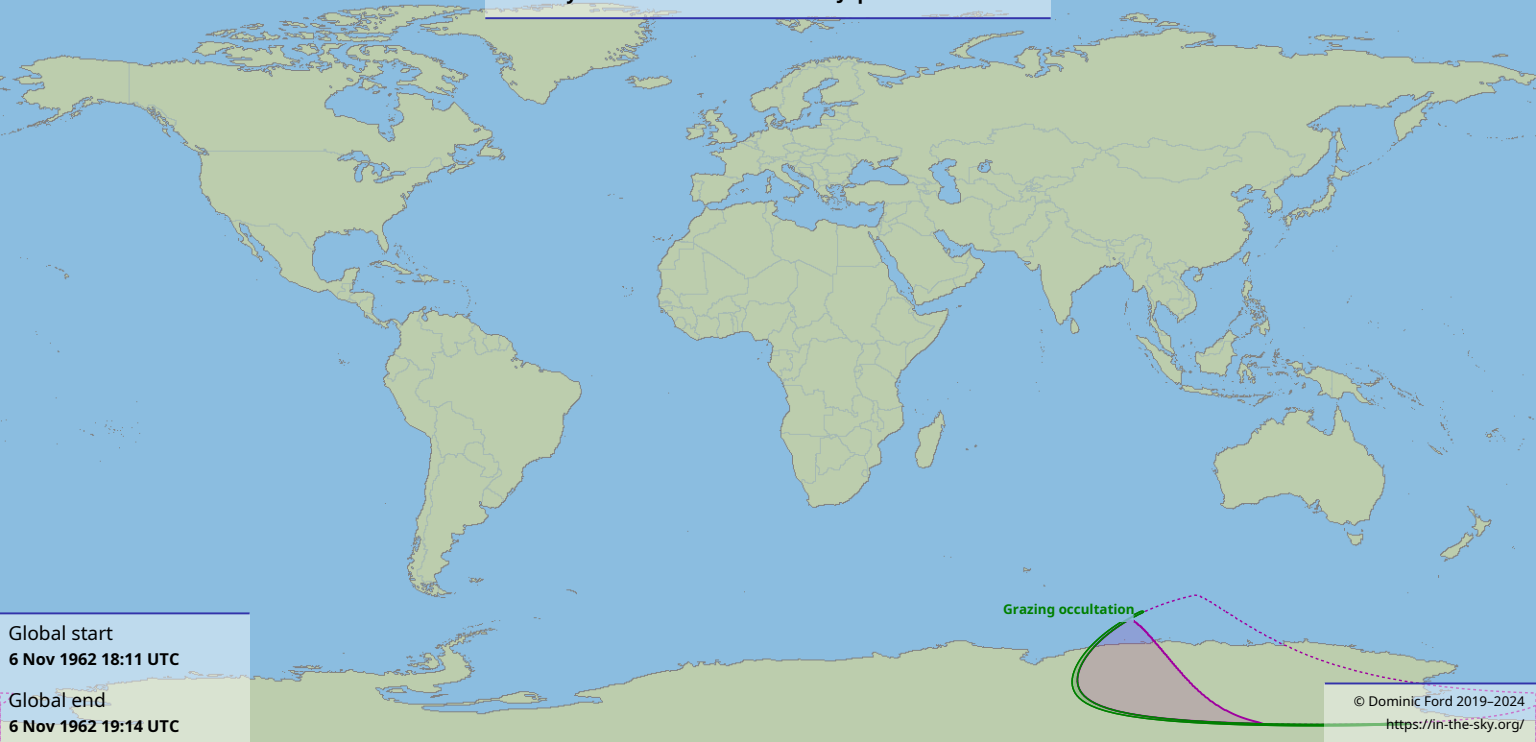 Grazing occultation
Global start
6 Nov 1962 18:11 UTC
Global end
6 Nov 1962 19:14 UTC
© Dominic Ford 2019–2024
https://in-the-sky.org/